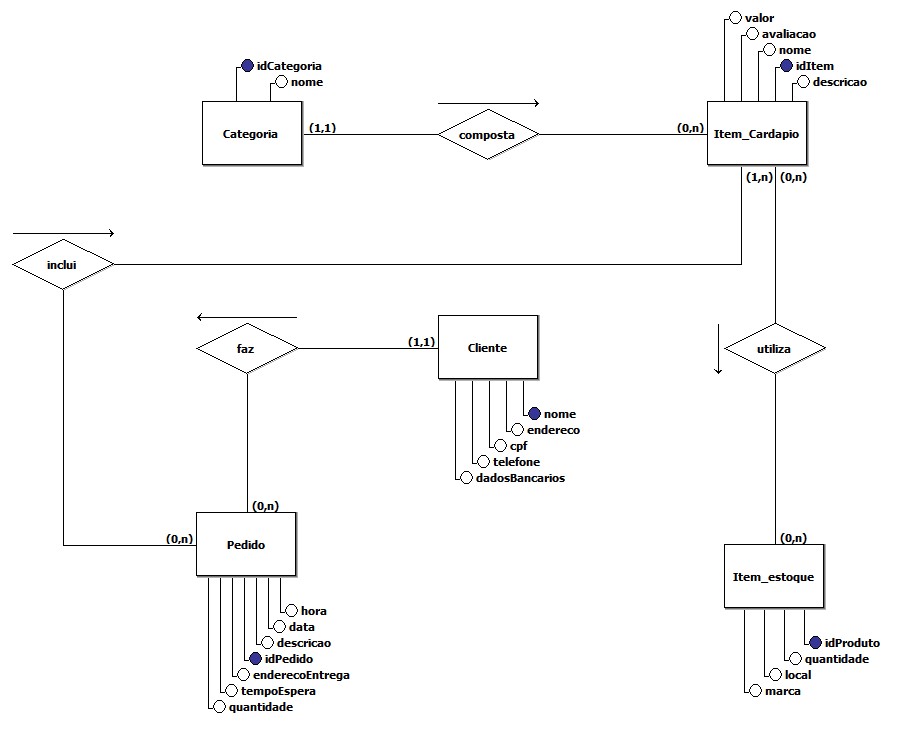 valor
avaliacao
nome
idItem
descricao
idCategoria
nome
Categoria
(1,1)
composta
(0,n)
Item_Cardapio
(1,n)
(0,n)
inclui
faz
(1,1)
Cliente
utiliza
nome
endereco
cpf
telefone
dadosBancarios
(0,n)
(0,n)
Pedido
(0,n)
Item_estoque
hora
data
descricao
idPedido
enderecoEntrega
tempoEspera
quantidade
idProduto
quantidade
local
marca